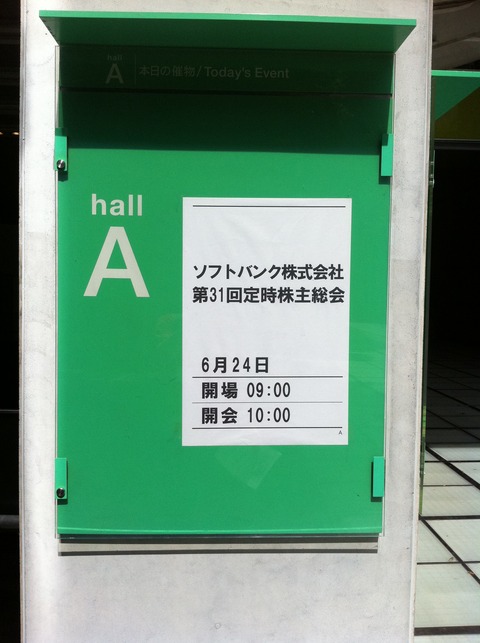 hall
A 本日の催物/Today's Event
hall
A
ソフトバンク株式会社
第31回定時株主総会
6月24日
開場 09:00
開会 10:00
A